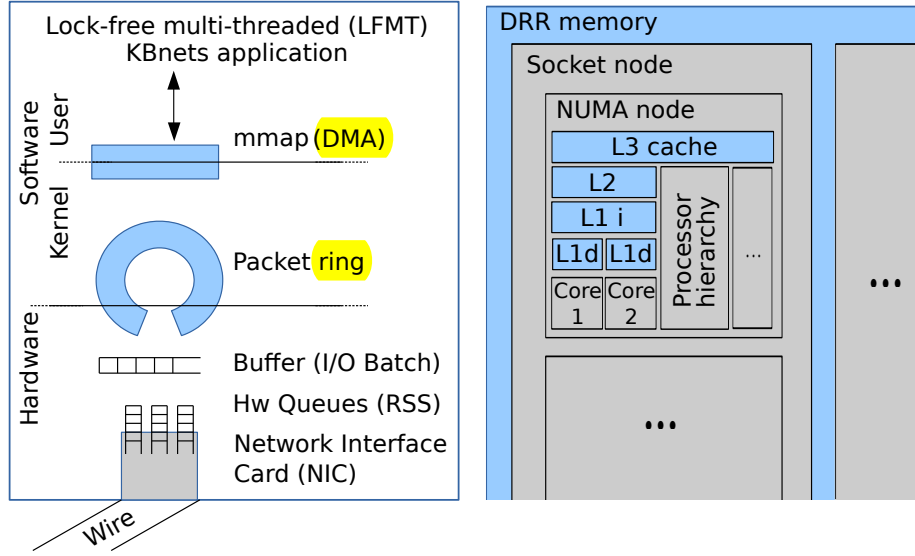 Lock-free multi-threaded (LFMT)
KBnets application
Software
User
mmap (DMA)
Kernel
Packet ring
Hardware
Buffer (I/O Batch)
Hw Queues (RSS)
Network Interface
Card (NIC)
Wire
DRR memory
Socket node
NUMA node
L3 cache
L2
L1 i
L1d
L1d
Core
1
Core
2
Processor
hierarchy
...
...
...